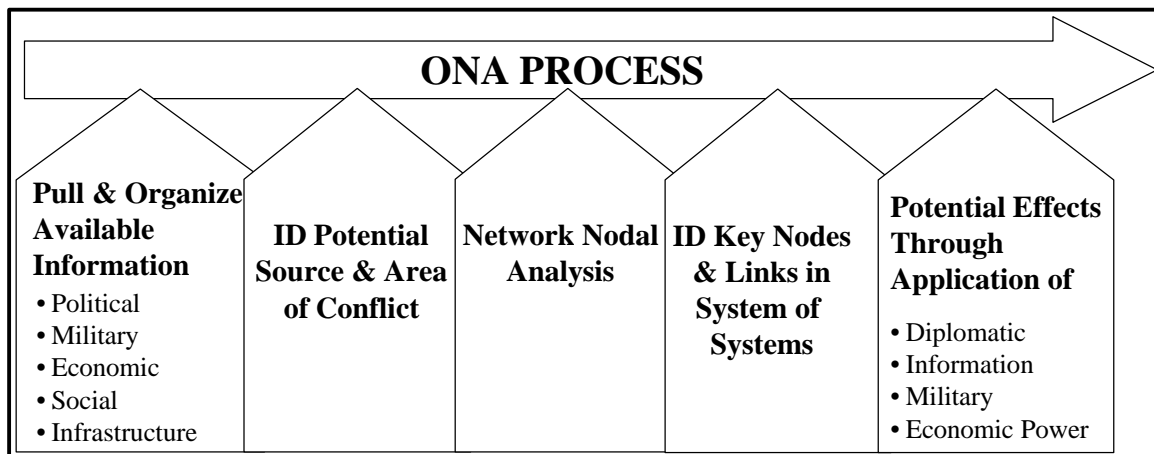 ONA PROCESS
Pull & Organize
Available
Information
• Political
• Military
• Economic
• Social
• Infrastructure
ID Potential
Source & Area
of Conflict
Network Nodal
Analysis
ID Key Nodes
& Links in
System of
Systems
Potential Effects
Through
Application of
• Diplomatic
• Information
• Military
• Economic Power